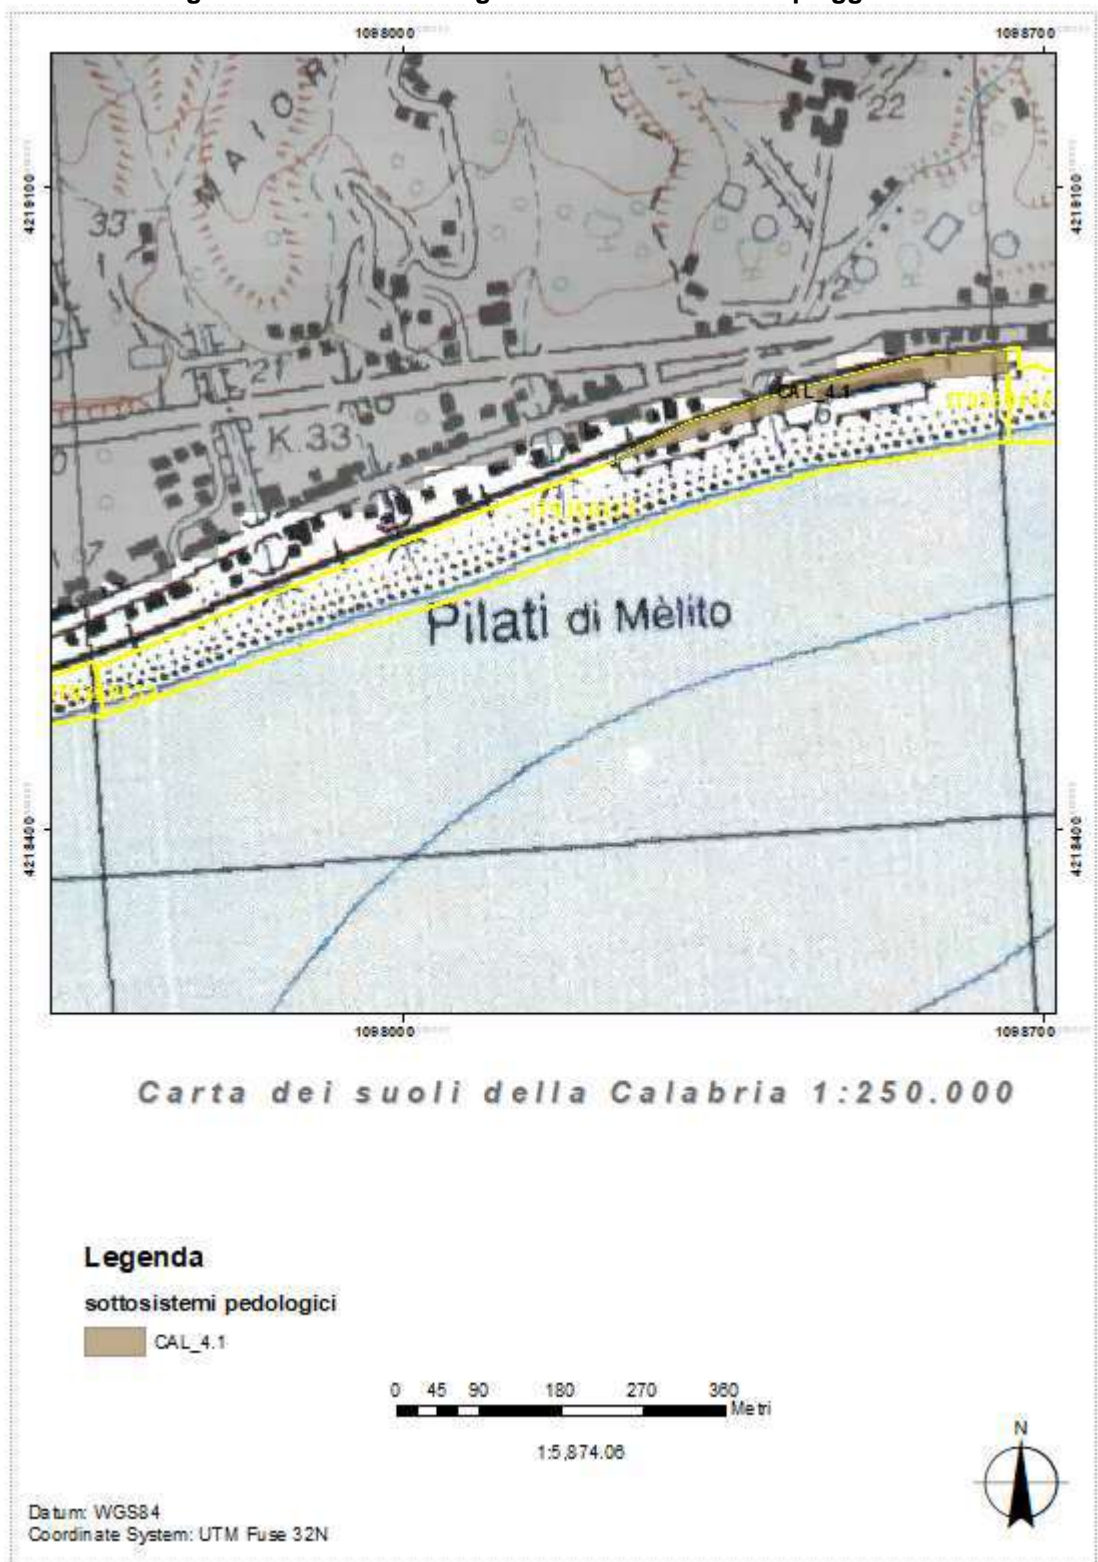 1098000 1098700
4219100
4219100
MAIOR
22
33
21
K.33
CAL_4.1
Pilati di Mèlito
4218400
4218400
1098000 1098700
Carta dei suoli della Calabria 1:250.000
Legenda
sottosistemi pedologici
CAL_4.1
0 45 90 180 270 360
Metri
1:5,874.06
N
Datum: WGS84
Coordinate System: UTM Fuse 32N